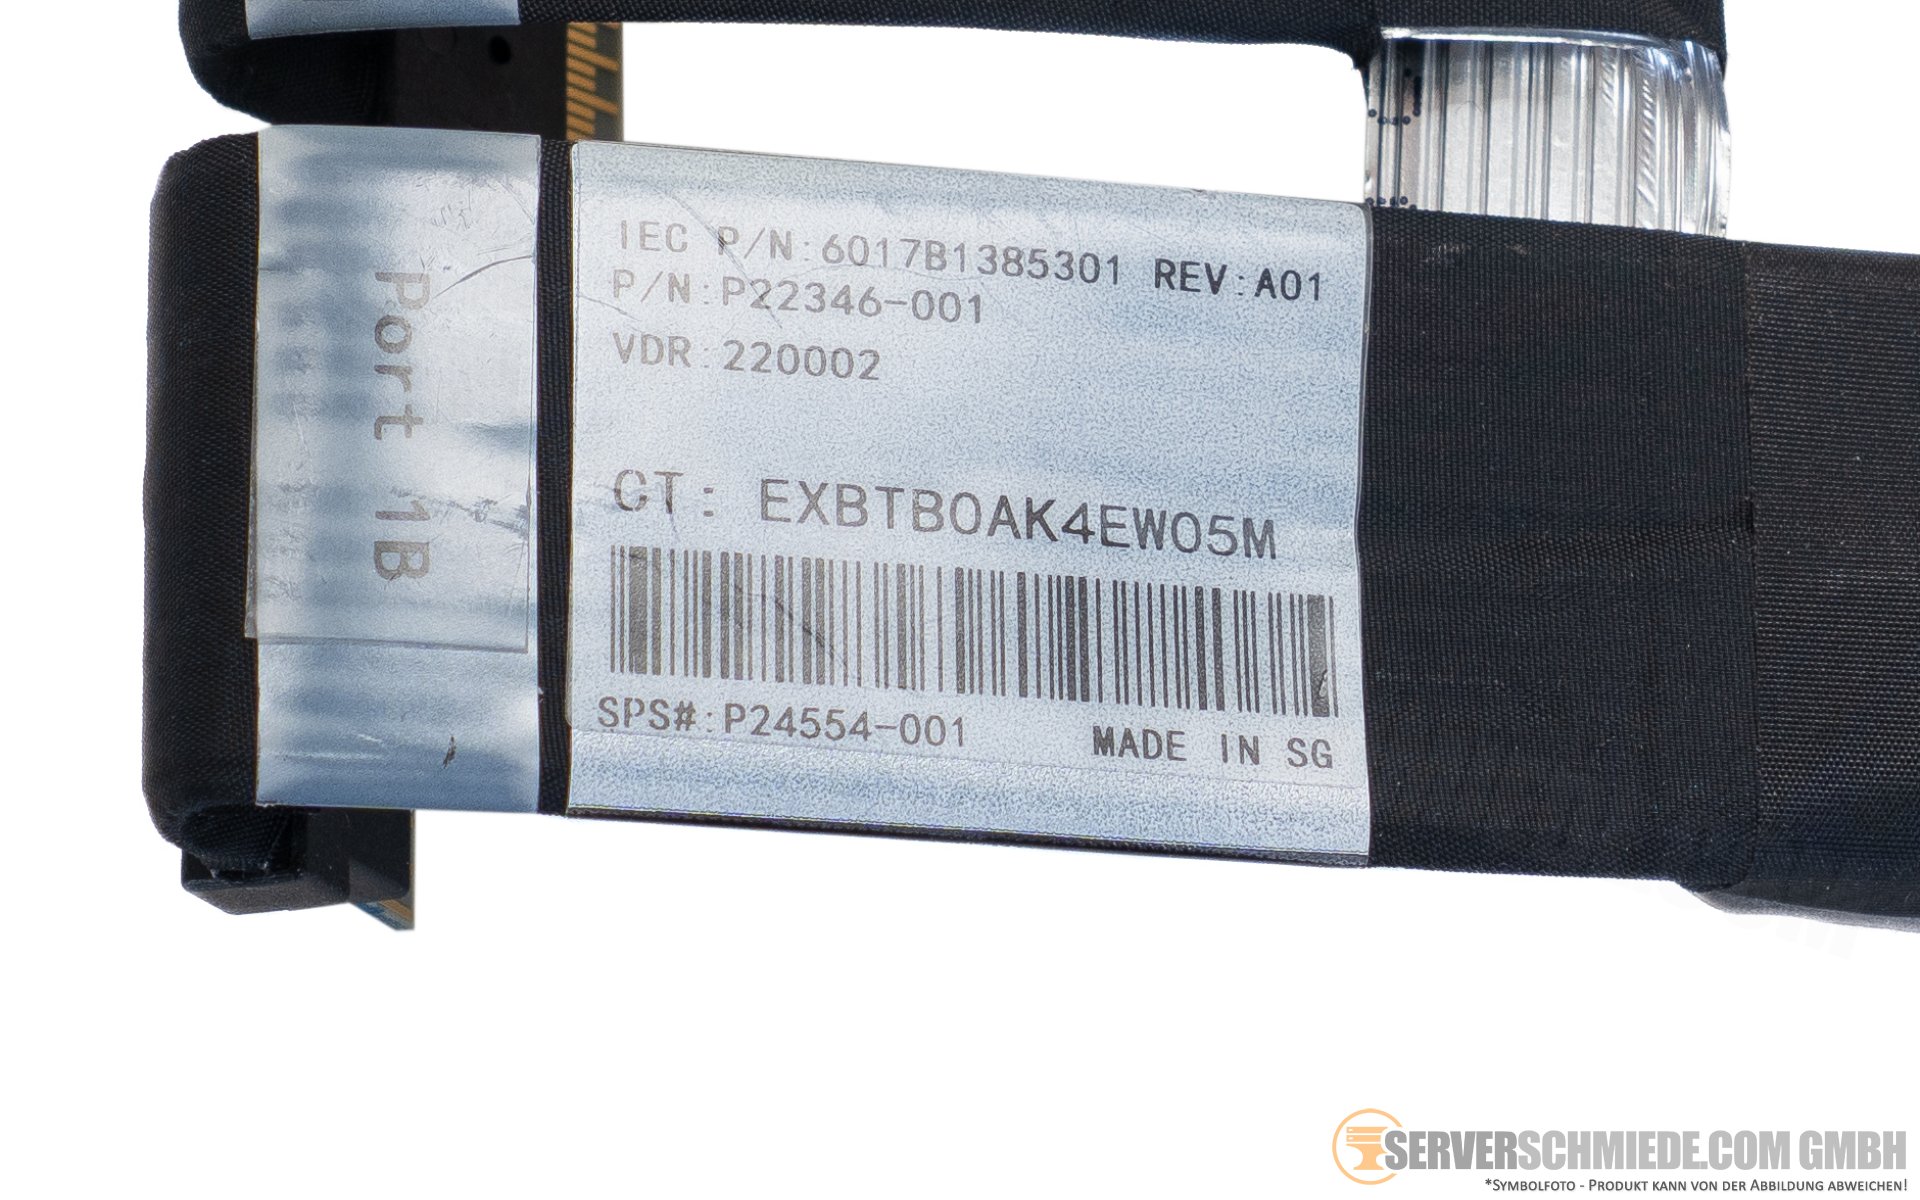 IEC P/N:6017B1385301 REV:A01
P/N:P22346-001
VDR:220002
CT: EXBTB0AK4EW05M
SPS#:P24554-001 MADE IN SG
Port 1B
SERVERSCHMIEDE.COM GMBH
*SYMBOLFOTO - PRODUKT KANN VON DER ABBILDUNG ABWEICHEN!